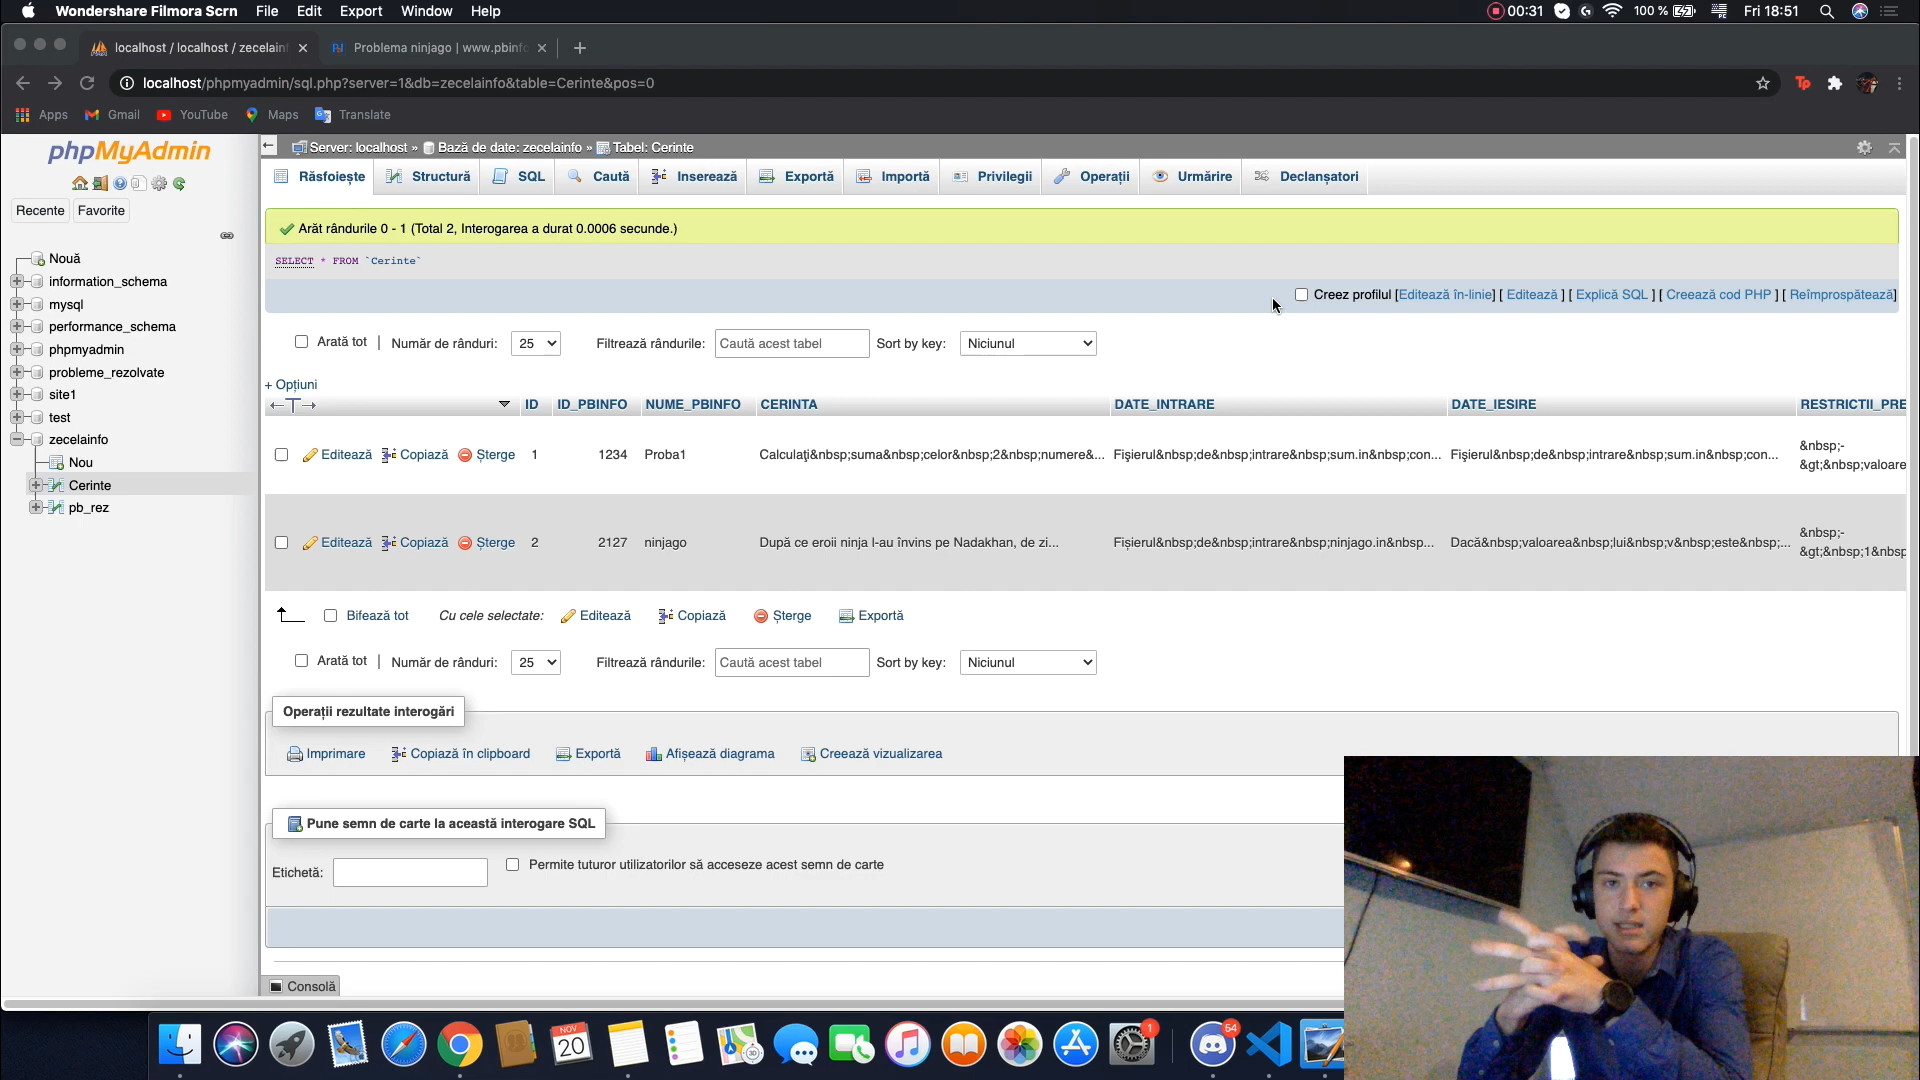 Wondershare Filmora Scrn File Edit Export Window Help
00:31 100 % Fri 18:51
localhost / localhost / zecelainf
Problema ninjago | www.pbinfo
localhost/phpmyadmin/sql.php?server=1&db=zecelainfo&table=Cerinte&pos=0
Apps Gmail YouTube Maps Translate
phpMyAdmin
Recente Favorite
Nouă
information_schema
mysql
performance_schema
phpmyadmin
probleme_rezolvate
site1
test
zecelainfo
Nou
Cerinte
pb_rez
Server: localhost » Bază de date: zecelainfo » Tabel: Cerinte
Răsfoiește Structură SQL Caută Inserează Exportă Importă Privilegii Operații Urmărire Declanșatori
Arăt rândurile 0 - 1 (Total 2, Interogarea a durat 0.0006 secunde.)
SELECT * FROM `Cerinte`
Creez profilul [Editează în-linie] [ Editează ] [ Explică SQL ] [ Creează cod PHP ] [ Reîmprospătează]
Arată tot | Număr de rânduri: 25 Filtrează rândurile: Caută acest tabel Sort by key: Niciunul
+ Opțiuni
ID ID_PBINFO NUME_PBINFO CERINTA DATE_INTRARE DATE_IESIRE RESTRICTII_PRE
Editează Copiază Șterge 1 1234 Proba1 Calculaţi&nbsp;suma&nbsp;celor&nbsp;2&nbsp;numere&... Fişierul&nbsp;de&nbsp;intrare&nbsp;sum.in&nbsp;con... Fişierul&nbsp;de&nbsp;intrare&nbsp;sum.in&nbsp;con... &nbsp;-
&gt;&nbsp;valoare
Editează Copiază Șterge 2 2127 ninjago După ce eroii ninja l-au învins pe Nadakhan, de zi... Fișierul&nbsp;de&nbsp;intrare&nbsp;ninjago.in&nbsp... Dacă&nbsp;valoarea&nbsp;lui&nbsp;v&nbsp;este&nbsp;... &nbsp;-
&gt;&nbsp;1&nbsp
Bifează tot Cu cele selectate: Editează Copiază Șterge Exportă
Arată tot | Număr de rânduri: 25 Filtrează rândurile: Caută acest tabel Sort by key: Niciunul
Operații rezultate interogări
Imprimare Copiază în clipboard Exportă Afișează diagrama Creează vizualizarea
Pune semn de carte la această interogare SQL
Etichetă: Permite tuturor utilizatorilor să acceseze acest semn de carte
Consolă
NOV
20
1
54